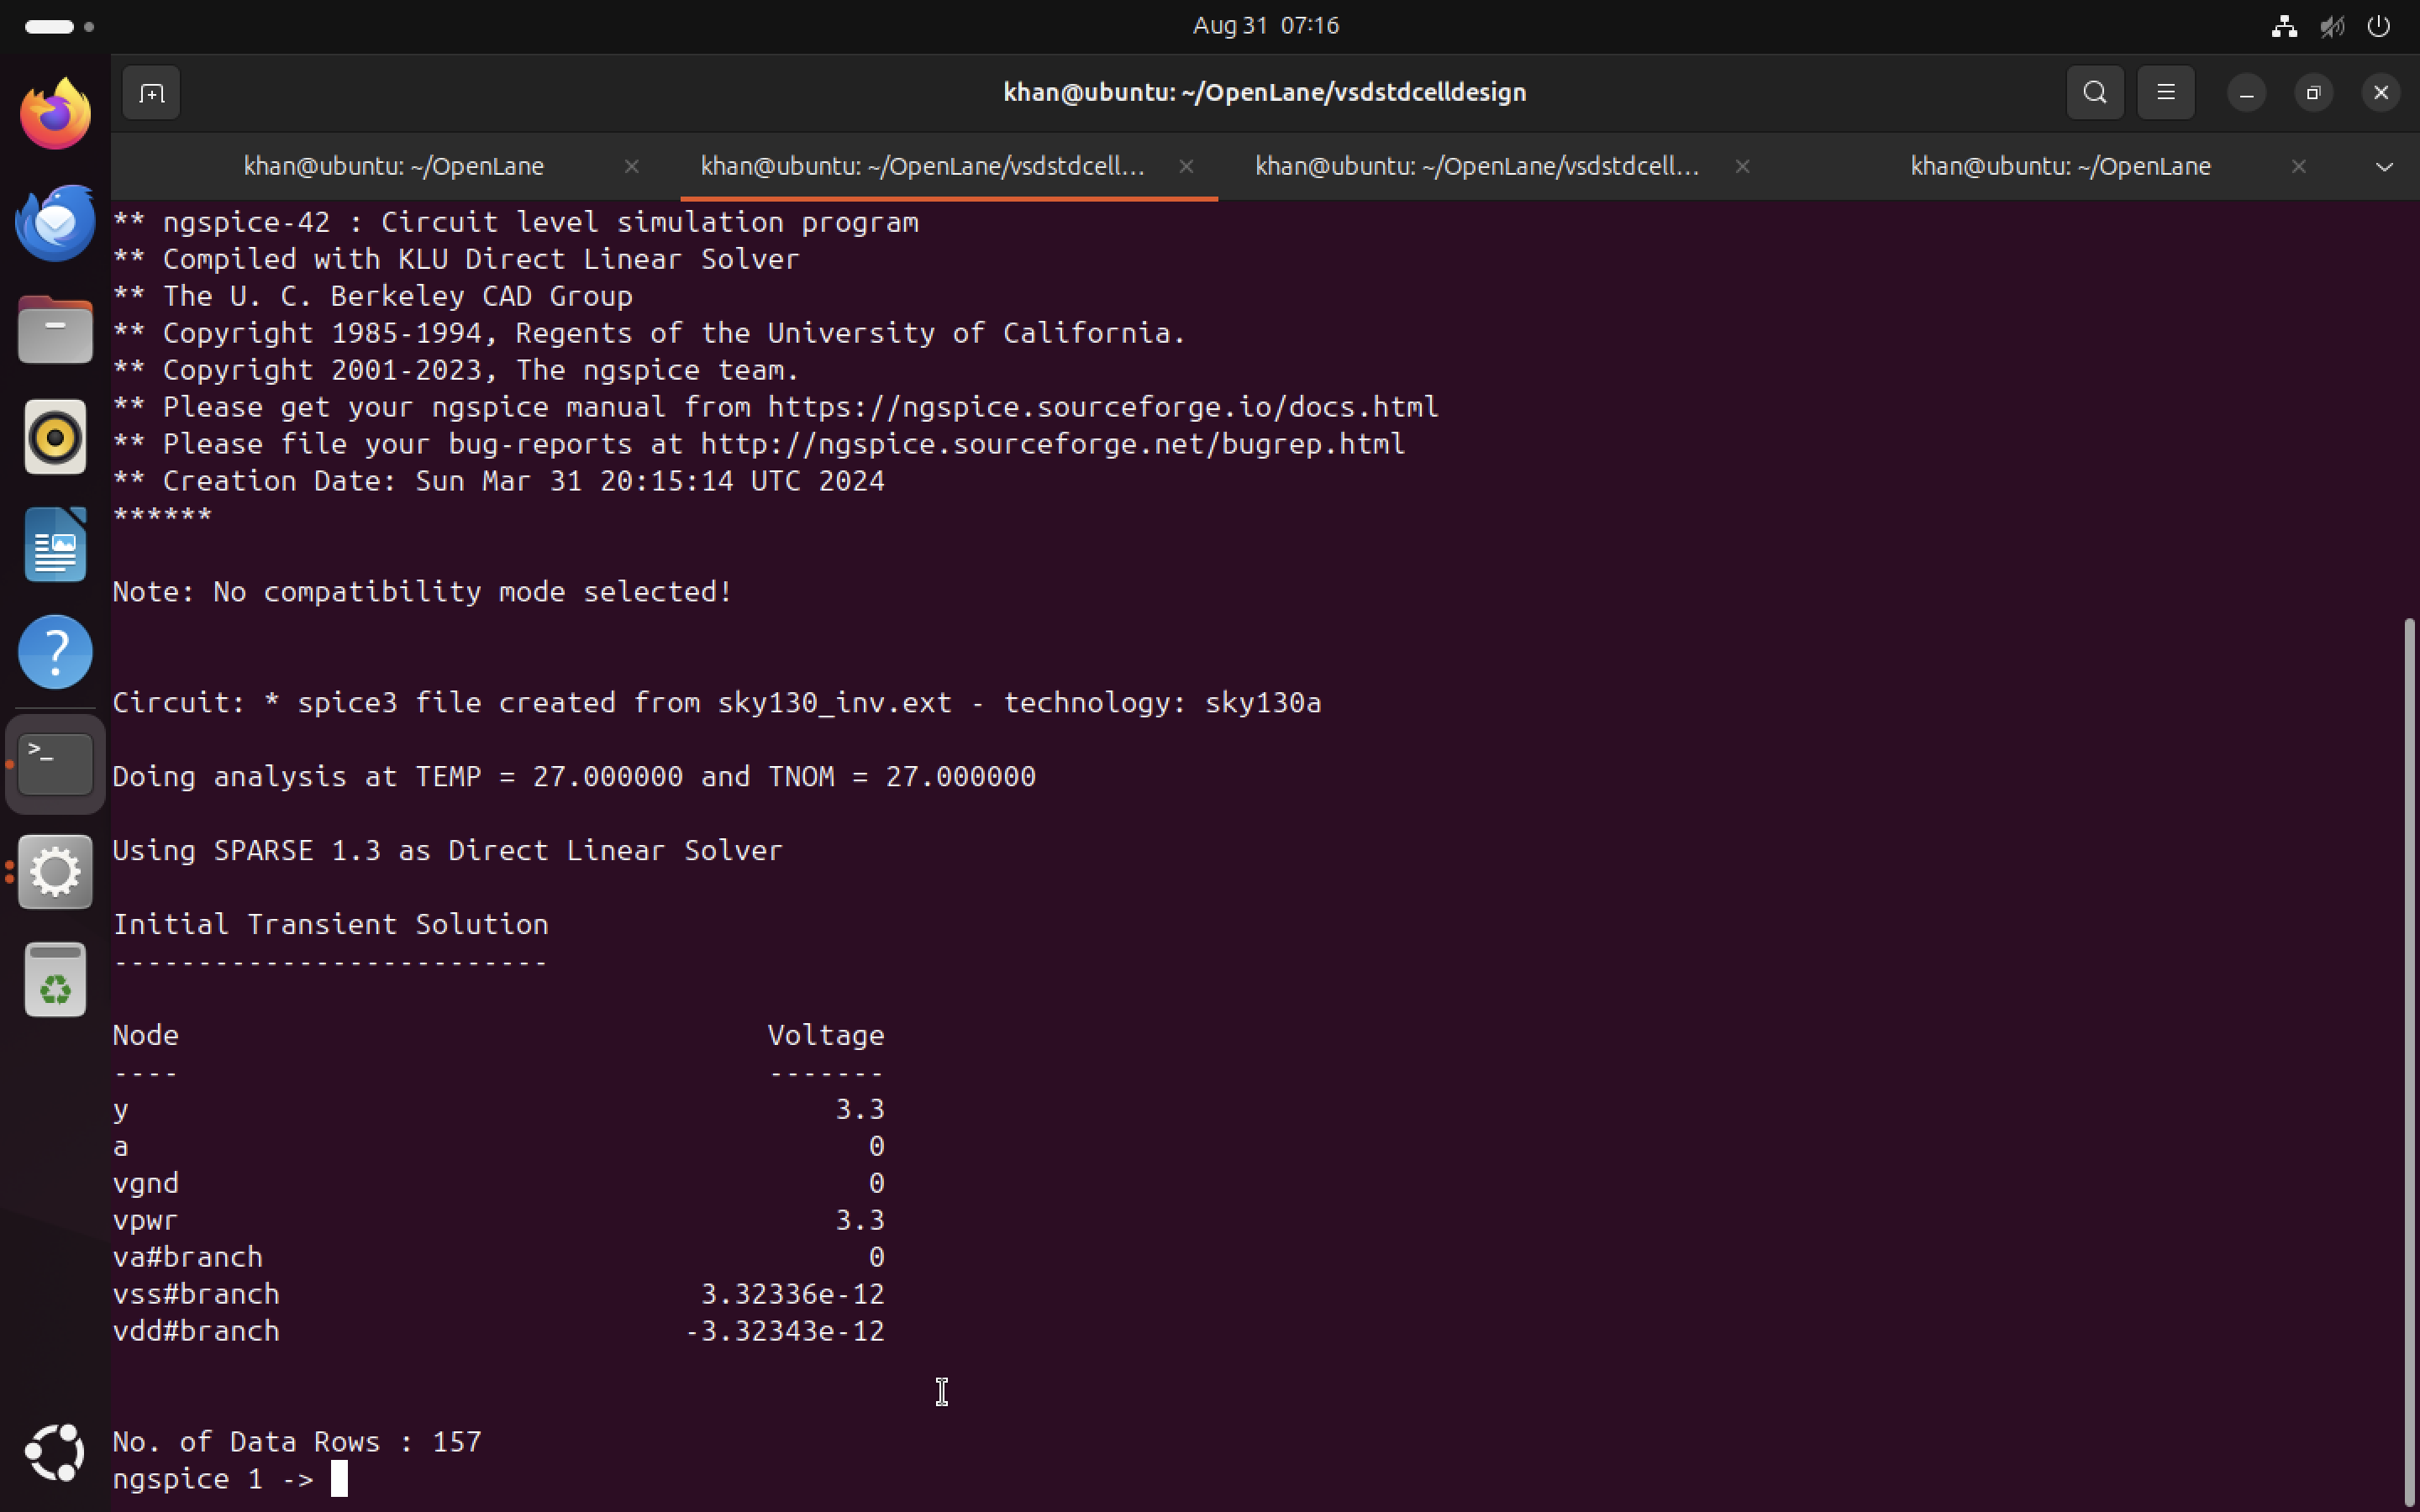 Aug 31 07:16
khan@ubuntu: ~/OpenLane/vsdstdcelldesign
khan@ubuntu: ~/OpenLane
khan@ubuntu: ~/OpenLane/vsdstdcell...
khan@ubuntu: ~/OpenLane/vsdstdcell...
khan@ubuntu: ~/OpenLane
** ngspice-42 : Circuit level simulation program
** Compiled with KLU Direct Linear Solver
** The U. C. Berkeley CAD Group
** Copyright 1985-1994, Regents of the University of California.
** Copyright 2001-2023, The ngspice team.
** Please get your ngspice manual from https://ngspice.sourceforge.io/docs.html
** Please file your bug-reports at http://ngspice.sourceforge.net/bugrep.html
** Creation Date: Sun Mar 31 20:15:14 UTC 2024
******
Note: No compatibility mode selected!
Circuit: * spice3 file created from sky130_inv.ext - technology: sky130a
Doing analysis at TEMP = 27.000000 and TNOM = 27.000000
Using SPARSE 1.3 as Direct Linear Solver
Initial Transient Solution
--------------------------
Node Voltage
---- -------
y 3.3
a 0
vgnd 0
vpwr 3.3
va#branch 0
vss#branch 3.32336e-12
vdd#branch -3.32343e-12
No. of Data Rows : 157
ngspice 1 ->